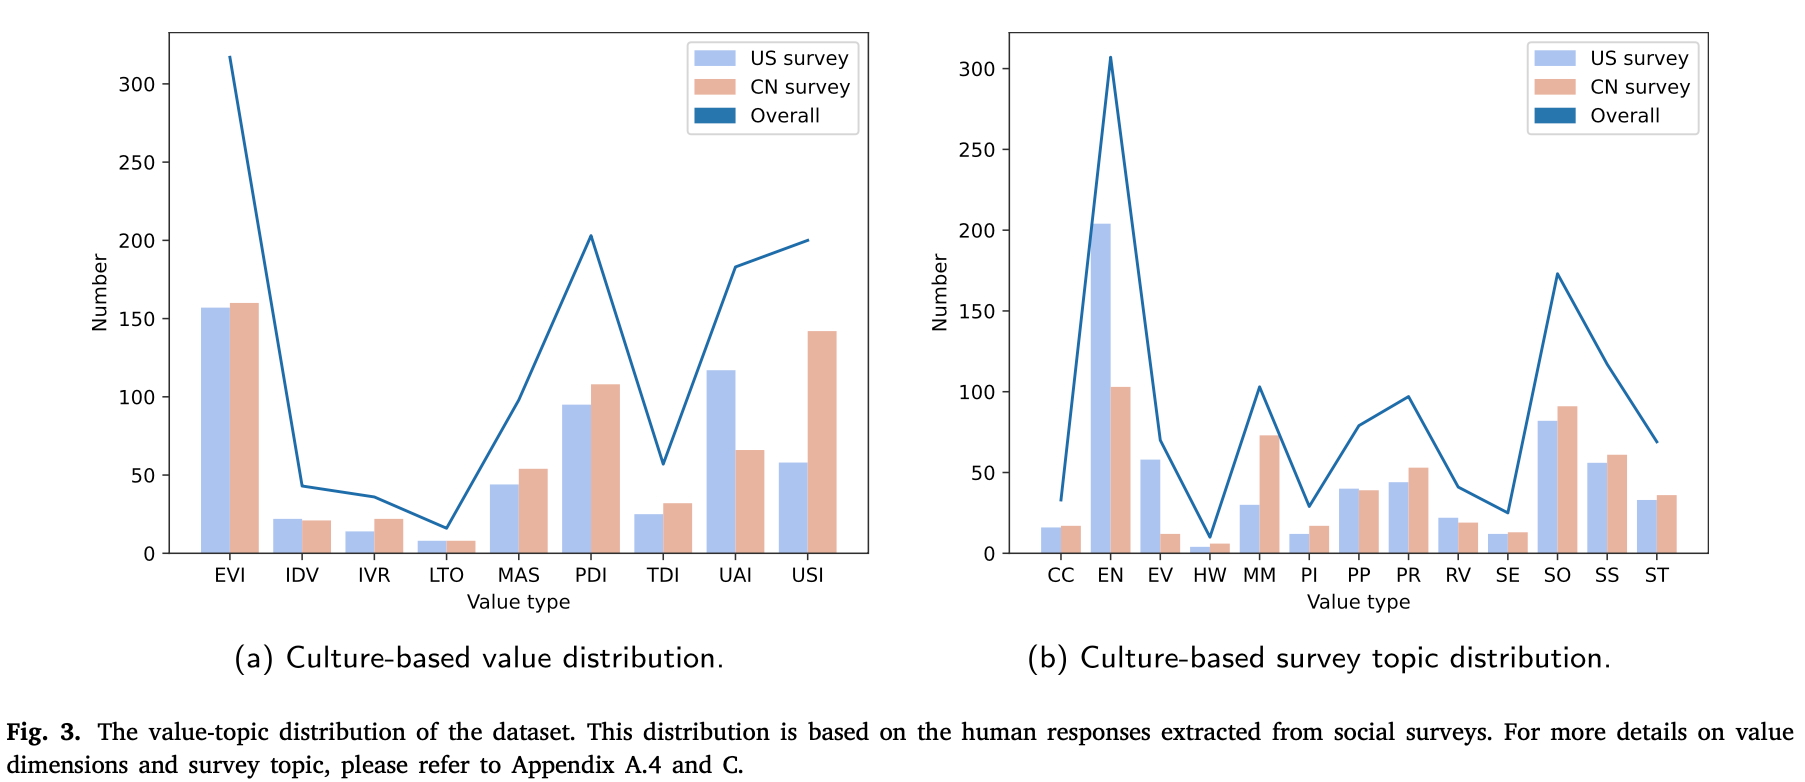 US survey
CN survey
Overall
300
250
200
150
100
50
0
Number
EVI IDV IVR LTO MAS PDI TDI UAI USI
Value type
(a) Culture-based value distribution.
US survey
CN survey
Overall
300
250
200
150
100
50
0
Number
CC EN EV HW MM PI PP PR RV SE SO SS ST
Value type
(b) Culture-based survey topic distribution.
Fig. 3. The value-topic distribution of the dataset. This distribution is based on the human responses extracted from social surveys. For more details on value
dimensions and survey topic, please refer to Appendix A.4 and C.